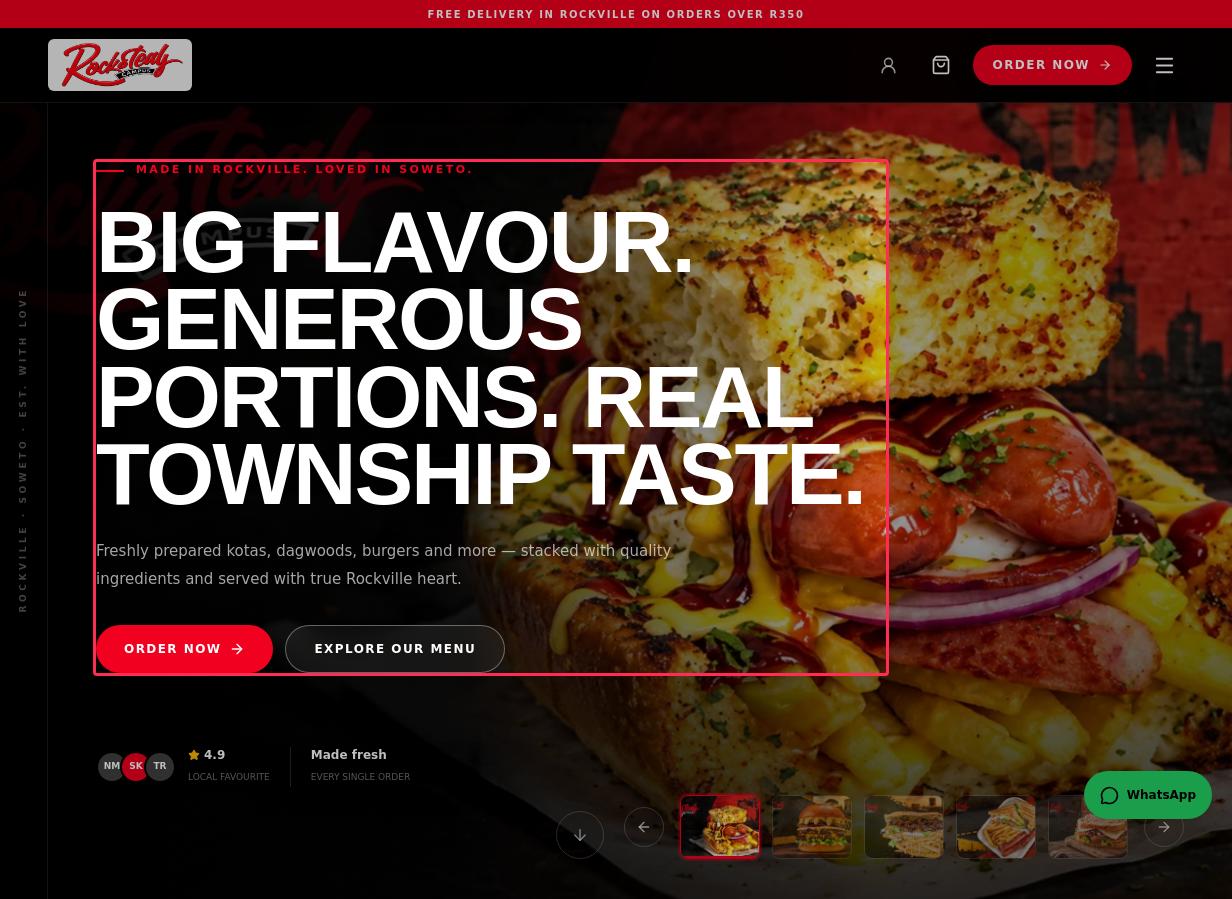 FREE DELIVERY IN ROCKVILLE ON ORDERS OVER R350
Rocksteady
CAMPUS
ORDER NOW
ROCKVILLE · SOWETO · EST. WITH LOVE
MADE IN ROCKVILLE. LOVED IN SOWETO.
BIG FLAVOUR.
GENEROUS
PORTIONS. REAL
TOWNSHIP TASTE.
Freshly prepared kotas, dagwoods, burgers and more — stacked with quality
ingredients and served with true Rockville heart.
ORDER NOW
EXPLORE OUR MENU
NM SK TR
4.9
LOCAL FAVOURITE
Made fresh
EVERY SINGLE ORDER
WhatsApp